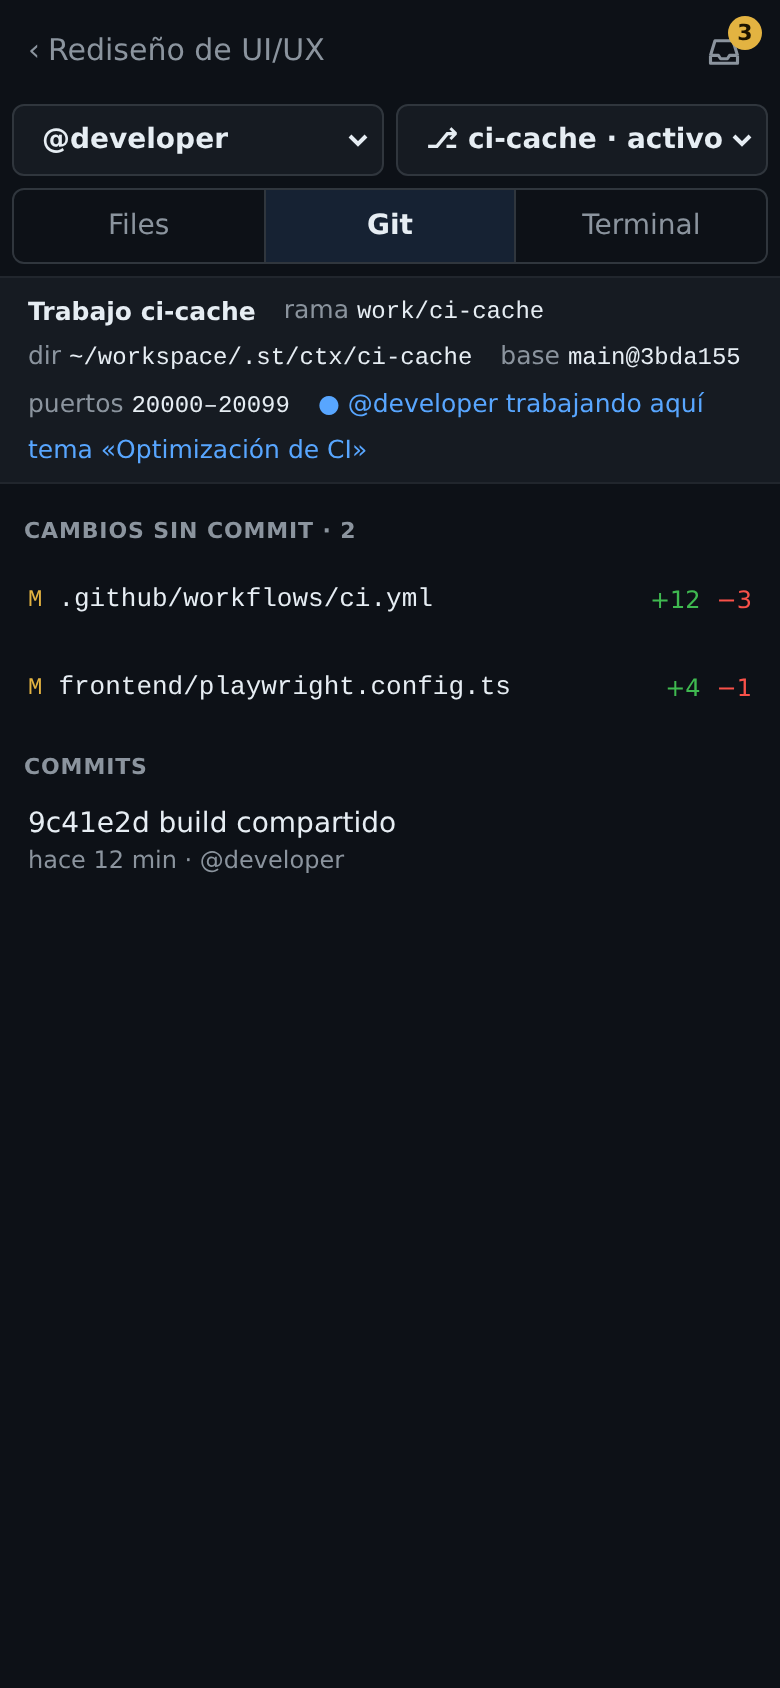 ‹ Rediseño de UI/UX
3
@developer
⎇ ci-cache · activo
Files
Git
Terminal
Trabajo ci-cache rama work/ci-cache
dir ~/workspace/.st/ctx/ci-cache base main@3bda155
puertos 20000–20099 ● @developer trabajando aquí
tema «Optimización de CI»
CAMBIOS SIN COMMIT · 2
M .github/workflows/ci.yml +12 −3
M frontend/playwright.config.ts +4 −1
COMMITS
9c41e2d build compartido
hace 12 min · @developer